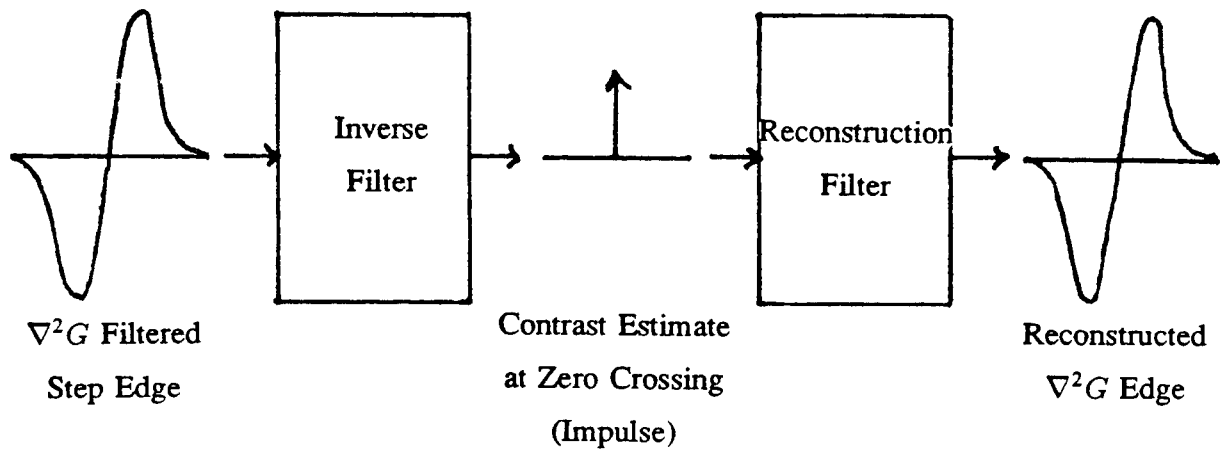 Inverse
Filter
Reconstruction
Filter
∇²G Filtered
Step Edge
Contrast Estimate
at Zero Crossing
(Impulse)
Reconstructed
∇²G Edge